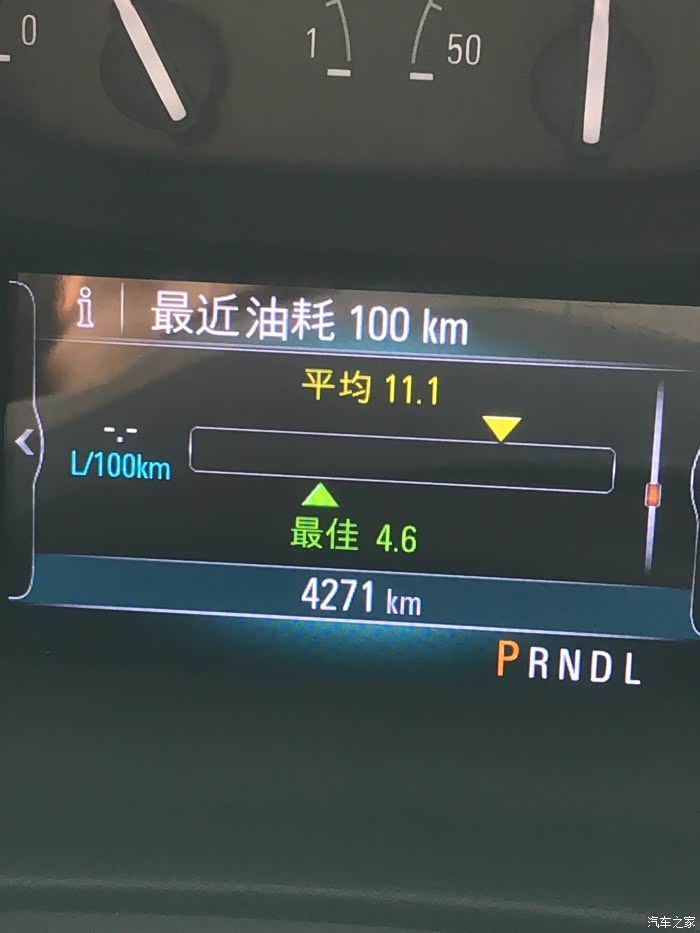 0
1
50
i
最近油耗 100 km
平均 11.1
-.-
L/100km
最佳 4.6
4271 km
PRNDL
汽车之家